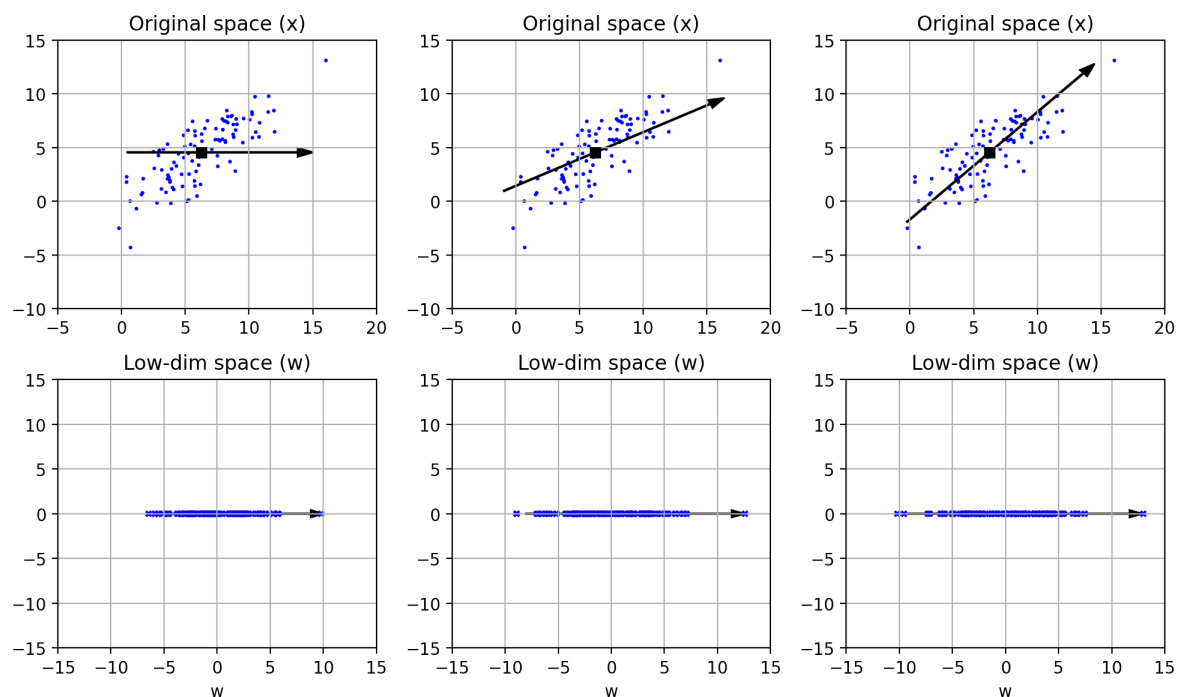 Original space (x) Original space (x) Original space (x)
15 15 15
10 10 10
5 5 5
0 0 0
−5 −5 −5
−10 −10 −10
−5 0 5 10 15 20 −5 0 5 10 15 20 −5 0 5 10 15 20
Low-dim space (w) Low-dim space (w) Low-dim space (w)
15 15 15
10 10 10
5 5 5
0 0 0
−5 −5 −5
−10 −10 −10
−15 −15 −15
−15 −10 −5 0 5 10 15 −15 −10 −5 0 5 10 15 −15 −10 −5 0 5 10 15
w w w